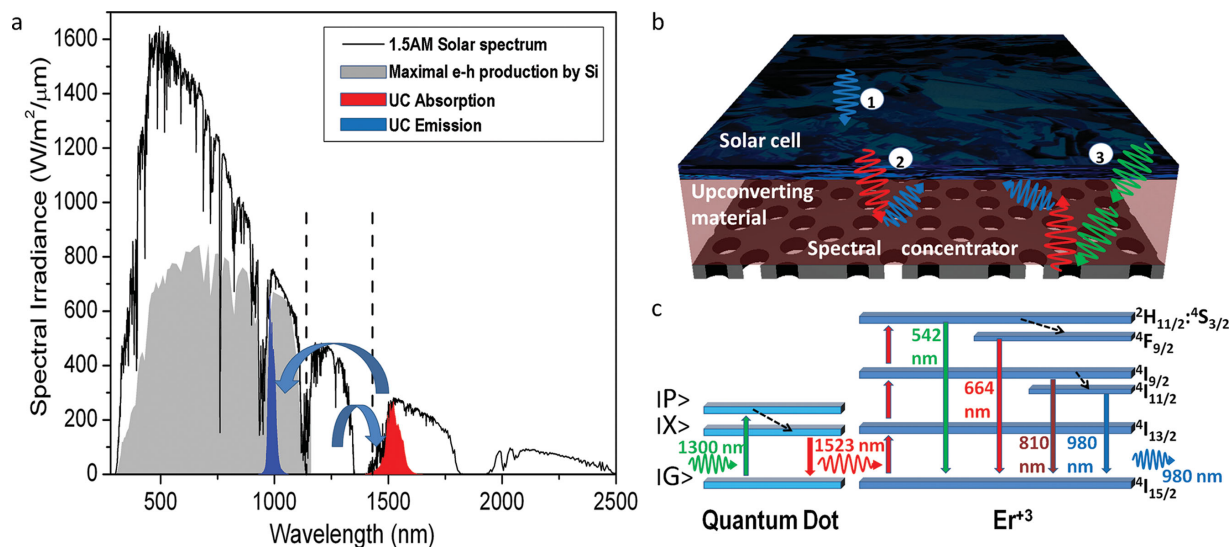 a
1600
1400
1200
1000
800
600
400
200
0
Spectral Irradiance (W/m²/μm)
1.5AM Solar spectrum
Maximal e-h production by Si
UC Absorption
UC Emission
500 1000 1500 2000 2500
Wavelength (nm)
b
1
2
3
Solar cell
Upconverting
material
Spectral concentrator
c
IP>
IX>
IG>
1300 nm
1523 nm
Quantum Dot
542
nm
664
nm
810
nm
980
nm
980 nm
²H₁₁/₂:⁴S₃/₂
⁴F₉/₂
⁴I₉/₂
⁴I₁₁/₂
⁴I₁₃/₂
⁴I₁₅/₂
Er⁺³